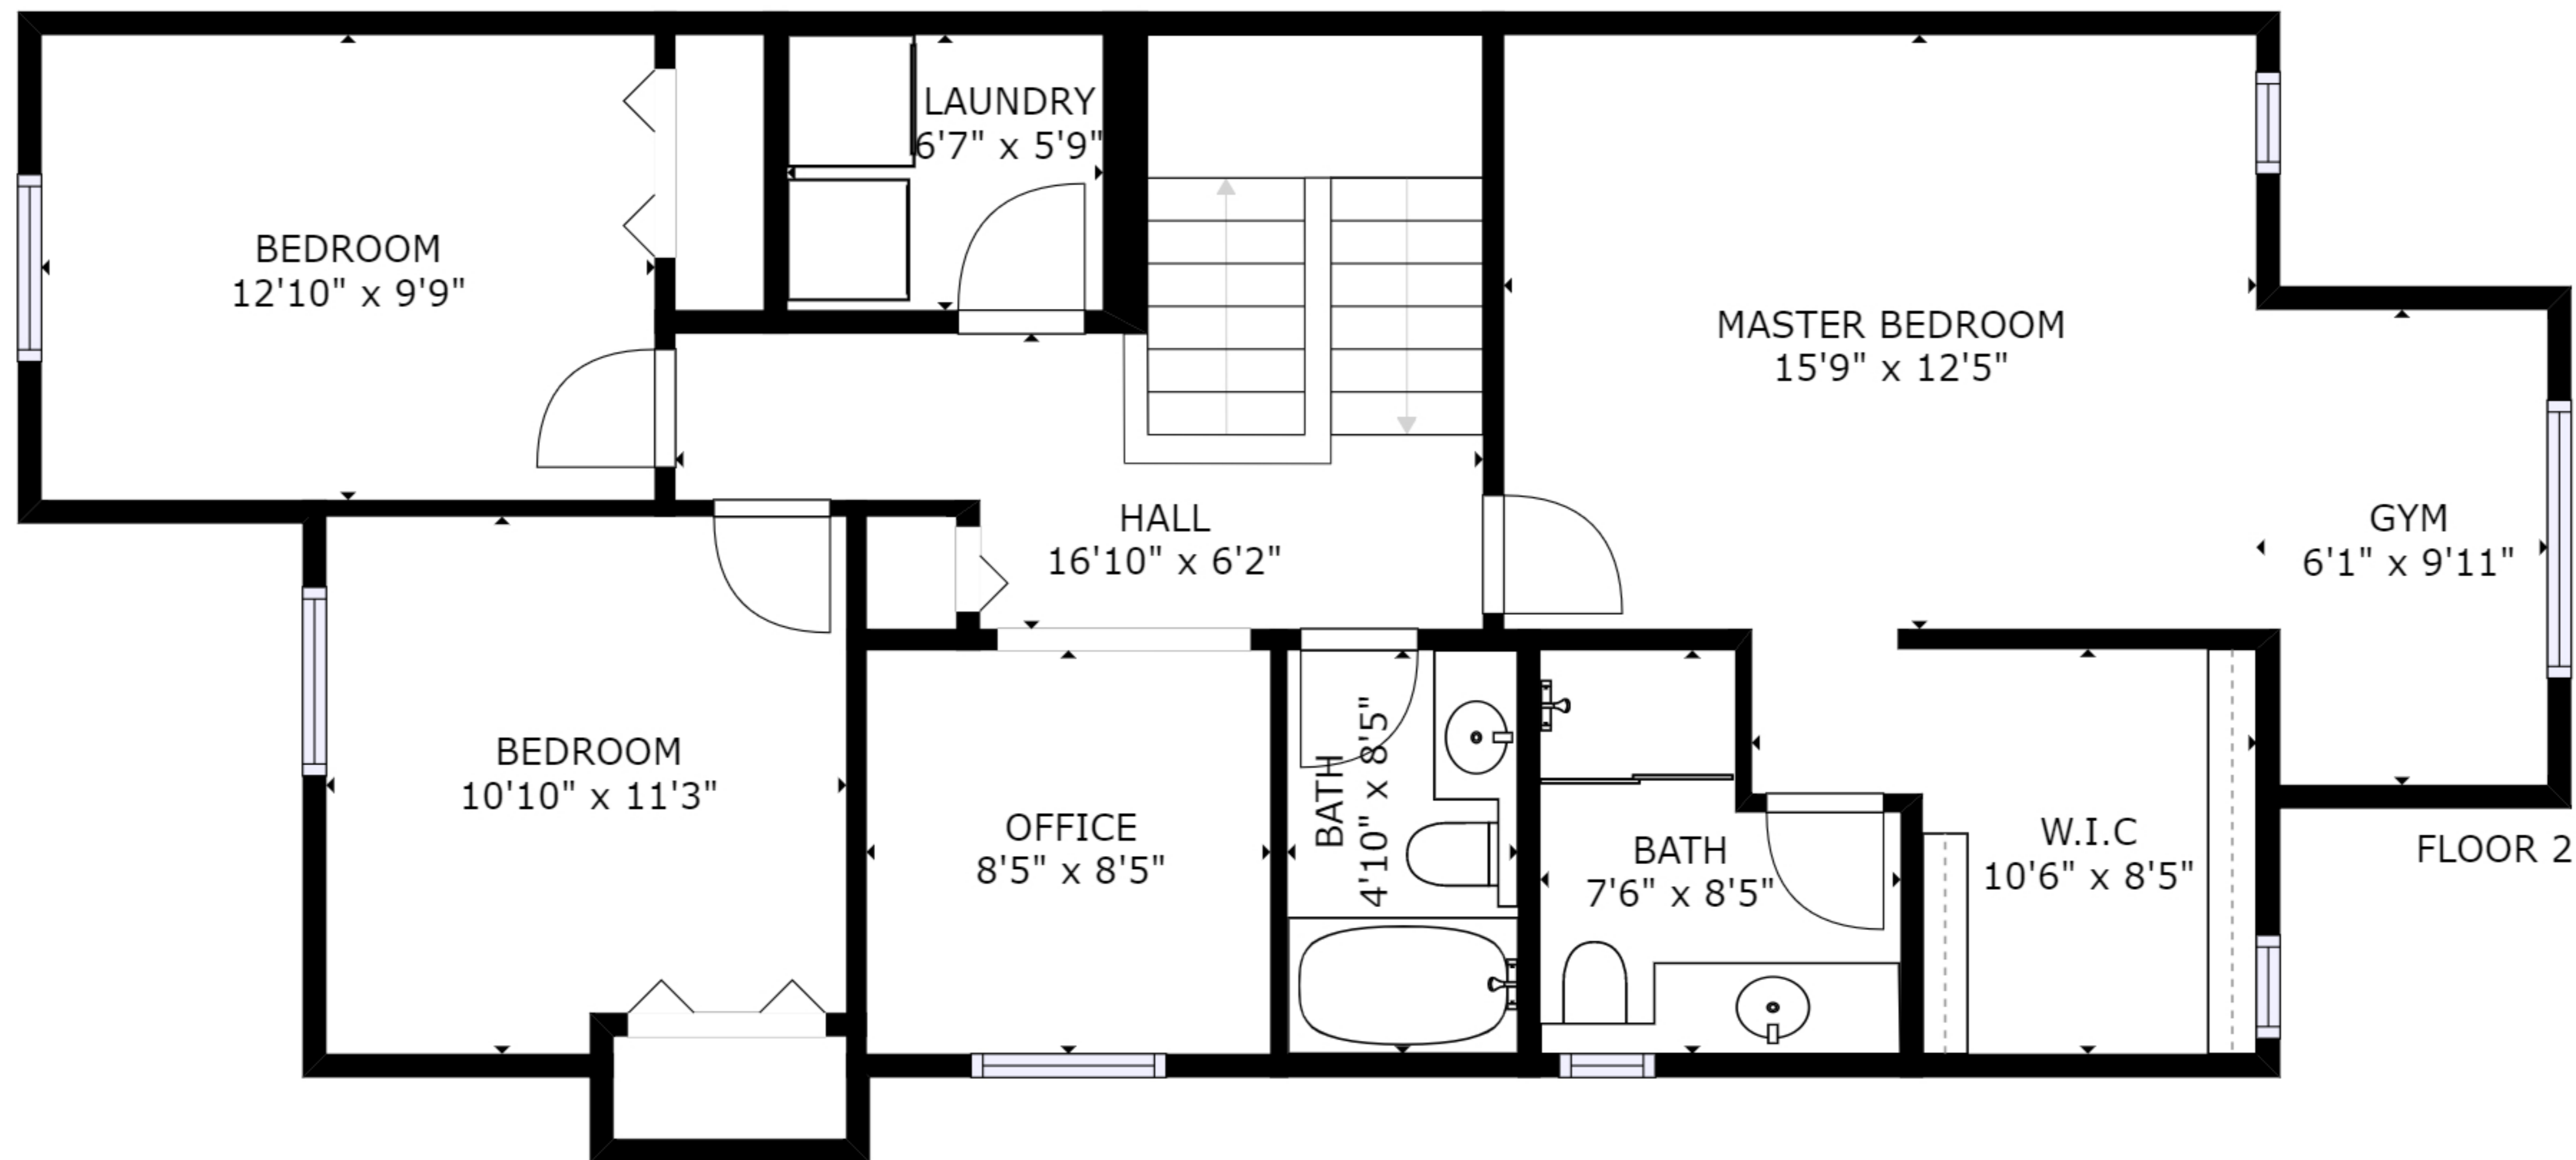 LAUNDRY
6'7" x 5'9"
BEDROOM
12'10" x 9'9"
MASTER BEDROOM
15'9" x 12'5"
HALL
16'10" x 6'2"
GYM
6'1" x 9'11"
BEDROOM
10'10" x 11'3"
OFFICE
8'5" x 8'5"
BATH
4'10" x 8'5"
BATH
7'6" x 8'5"
W.I.C
10'6" x 8'5"
FLOOR 2